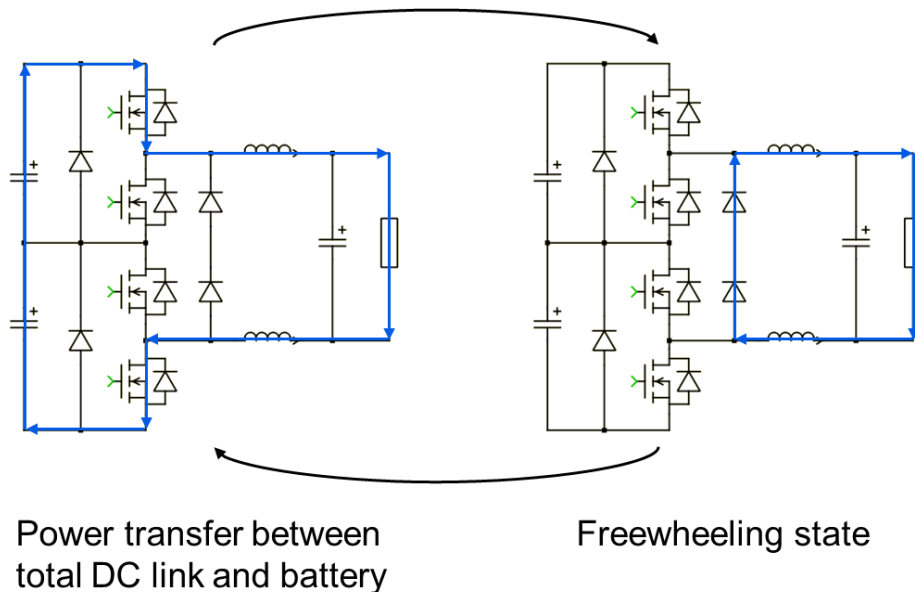 +
+
+
+
+
+
Power transfer between
total DC link and battery
Freewheeling state